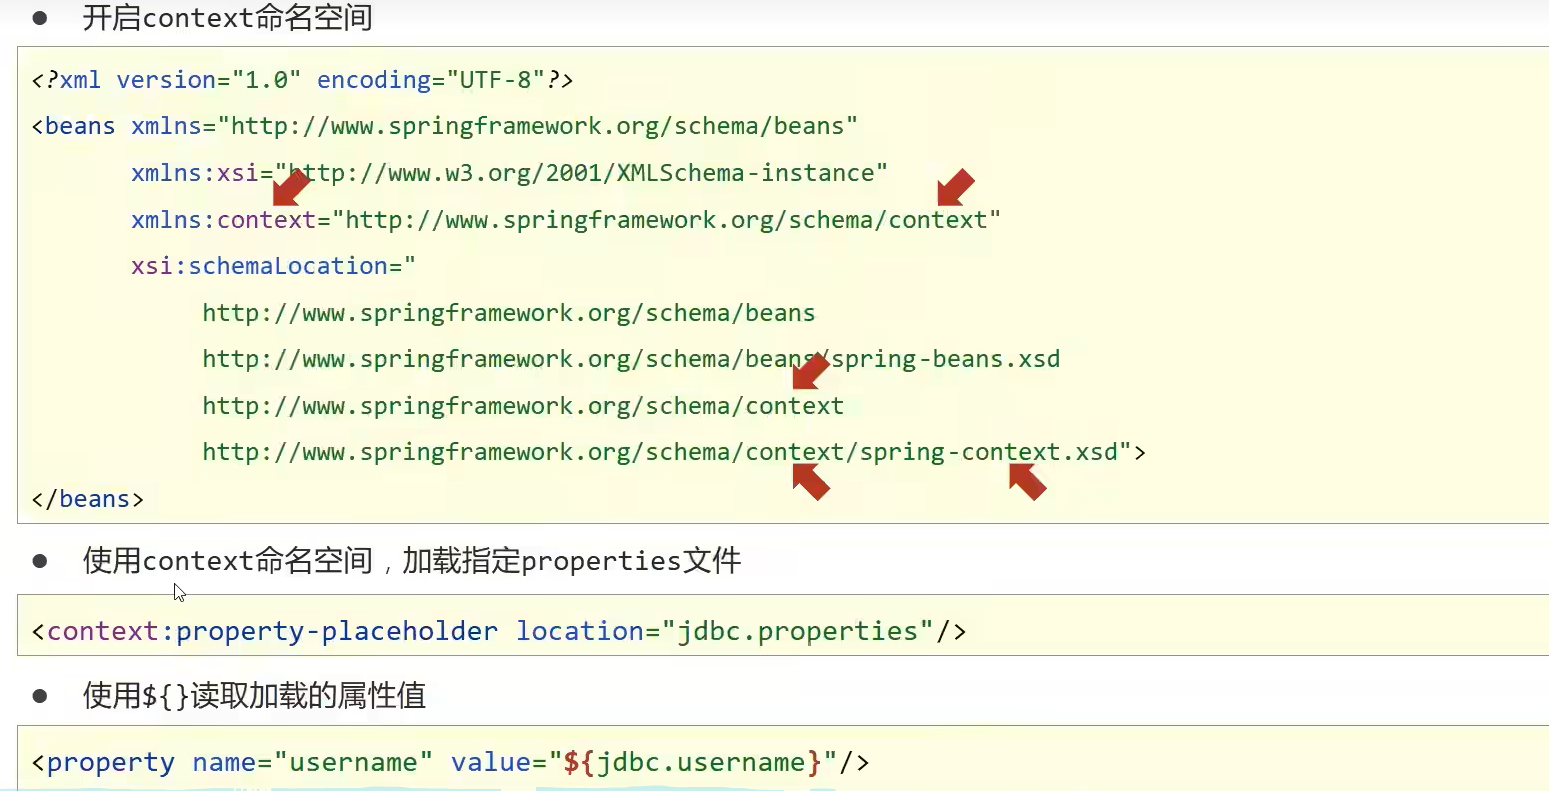 ● 开启context命名空间
<?xml version="1.0" encoding="UTF-8"?>
<beans xmlns="http://www.springframework.org/schema/beans"
xmlns:xsi="http://www.w3.org/2001/XMLSchema-instance"
xmlns:context="http://www.springframework.org/schema/context"
xsi:schemaLocation="
http://www.springframework.org/schema/beans
http://www.springframework.org/schema/beans/spring-beans.xsd
http://www.springframework.org/schema/context
http://www.springframework.org/schema/context/spring-context.xsd">
</beans>
● 使用context命名空间，加载指定properties文件
<context:property-placeholder location="jdbc.properties"/>
● 使用${}读取加载的属性值
<property name="username" value="${jdbc.username}"/>